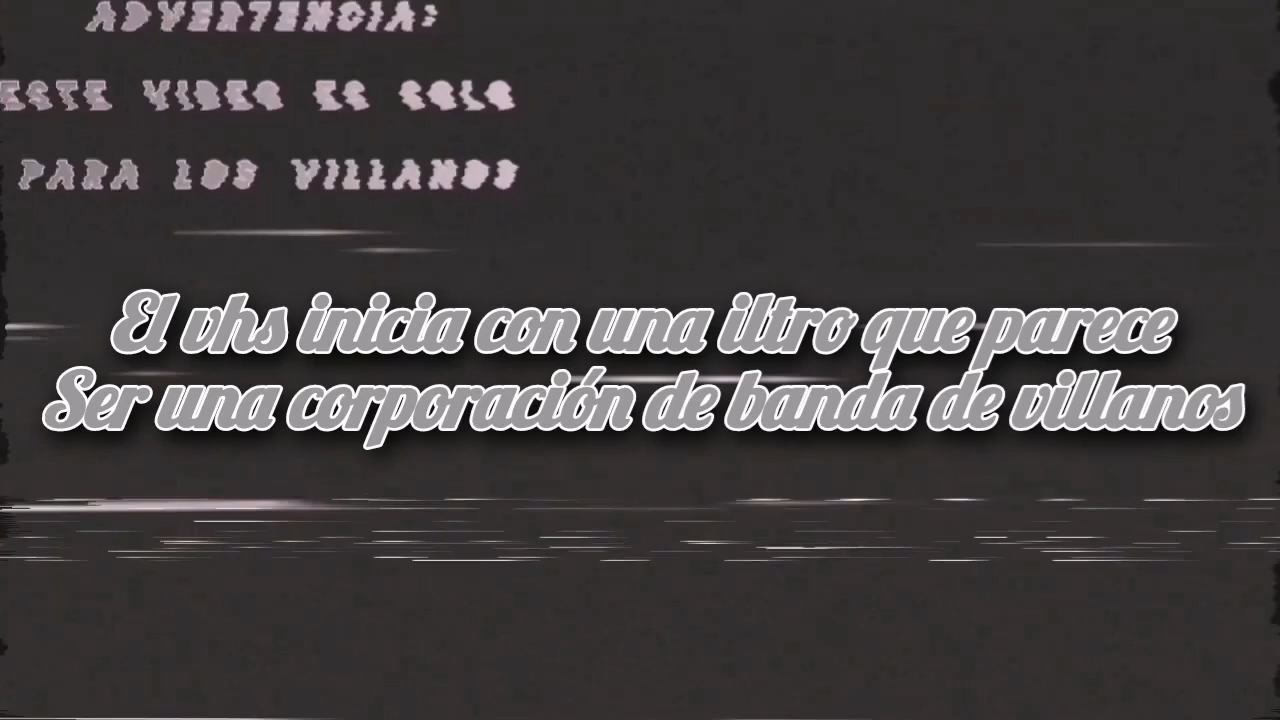 ADVERTENCIA:
ESTE VIDEO ES SOLO
PARA LOS VILLANOS
El vhs inicia con una iltro que parece
Ser una corporación de banda de villanos